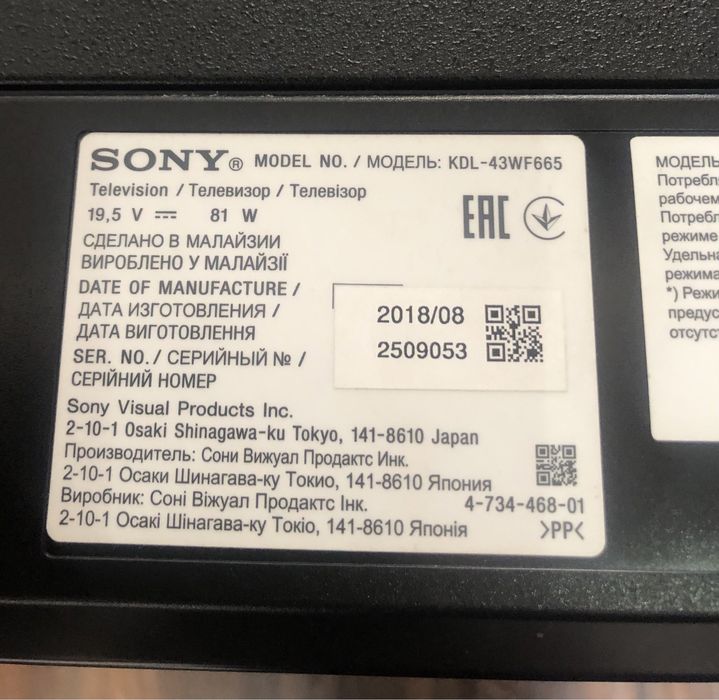 SONY® MODEL NO. / МОДЕЛЬ: KDL-43WF665
Television / Телевизор / Телевізор
19,5 V ⎓ 81 W
EAC
СДЕЛАНО В МАЛАЙЗИИ
ВИРОБЛЕНО У МАЛАЙЗІЇ
DATE OF MANUFACTURE /
ДАТА ИЗГОТОВЛЕНИЯ /
ДАТА ВИГОТОВЛЕННЯ
2018/08
SER. NO. / СЕРИЙНЫЙ № /
СЕРІЙНИЙ НОМЕР
2509053
Sony Visual Products Inc.
2-10-1 Osaki Shinagawa-ku Tokyo, 141-8610 Japan
Производитель: Сони Вижуал Продактс Инк.
2-10-1 Осаки Шинагава-ку Токио, 141-8610 Япония
Виробник: Соні Віжуал Продактс Інк.
4-734-468-01
2-10-1 Осакі Шінагава-ку Токіо, 141-8610 Японія
>PP<
МОДЕЛЬ
Потребл
рабочем
Потребл
режиме
Удельна
режима
*) Режи
предус
отсутст